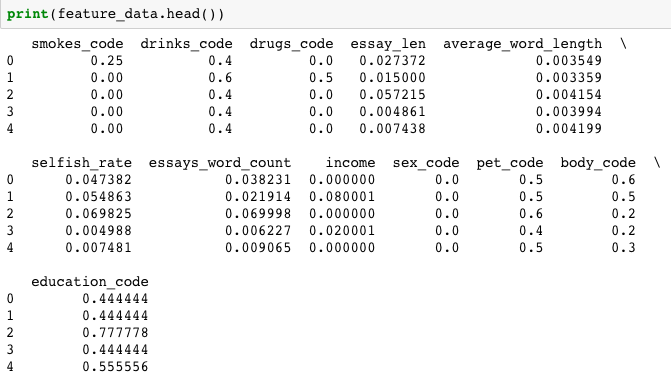 print(feature_data.head())
smokes_code drinks_code drugs_code essay_len average_word_length \
0 0.25 0.4 0.0 0.027372 0.003549
1 0.00 0.6 0.5 0.015000 0.003359
2 0.00 0.4 0.0 0.057215 0.004154
3 0.00 0.4 0.0 0.004861 0.003994
4 0.00 0.4 0.0 0.007438 0.004199
selfish_rate essays_word_count income sex_code pet_code body_code \
0 0.047382 0.038231 0.000000 0.0 0.5 0.6
1 0.054863 0.021914 0.080001 0.0 0.5 0.5
2 0.069825 0.069998 0.000000 0.0 0.6 0.2
3 0.004988 0.006227 0.020001 0.0 0.4 0.2
4 0.007481 0.009065 0.000000 0.0 0.5 0.3
education_code
0 0.444444
1 0.444444
2 0.777778
3 0.444444
4 0.555556